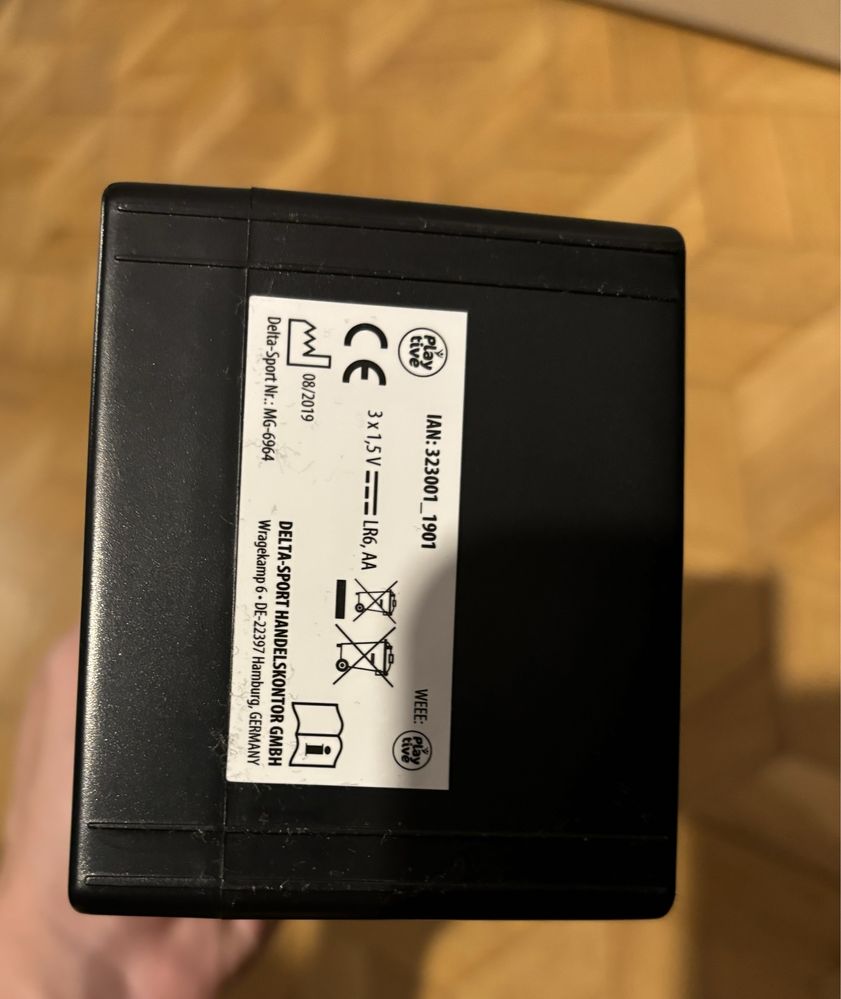 Play
tive
IAN: 323001_1901
WEEE:
Play
tive
CE
3 x 1,5 V LR6, AA
08/2019
Delta-Sport Nr.: MG-6964
DELTA-SPORT HANDELSKONTOR GMBH
Wragekamp 6 • DE-22397 Hamburg, GERMANY